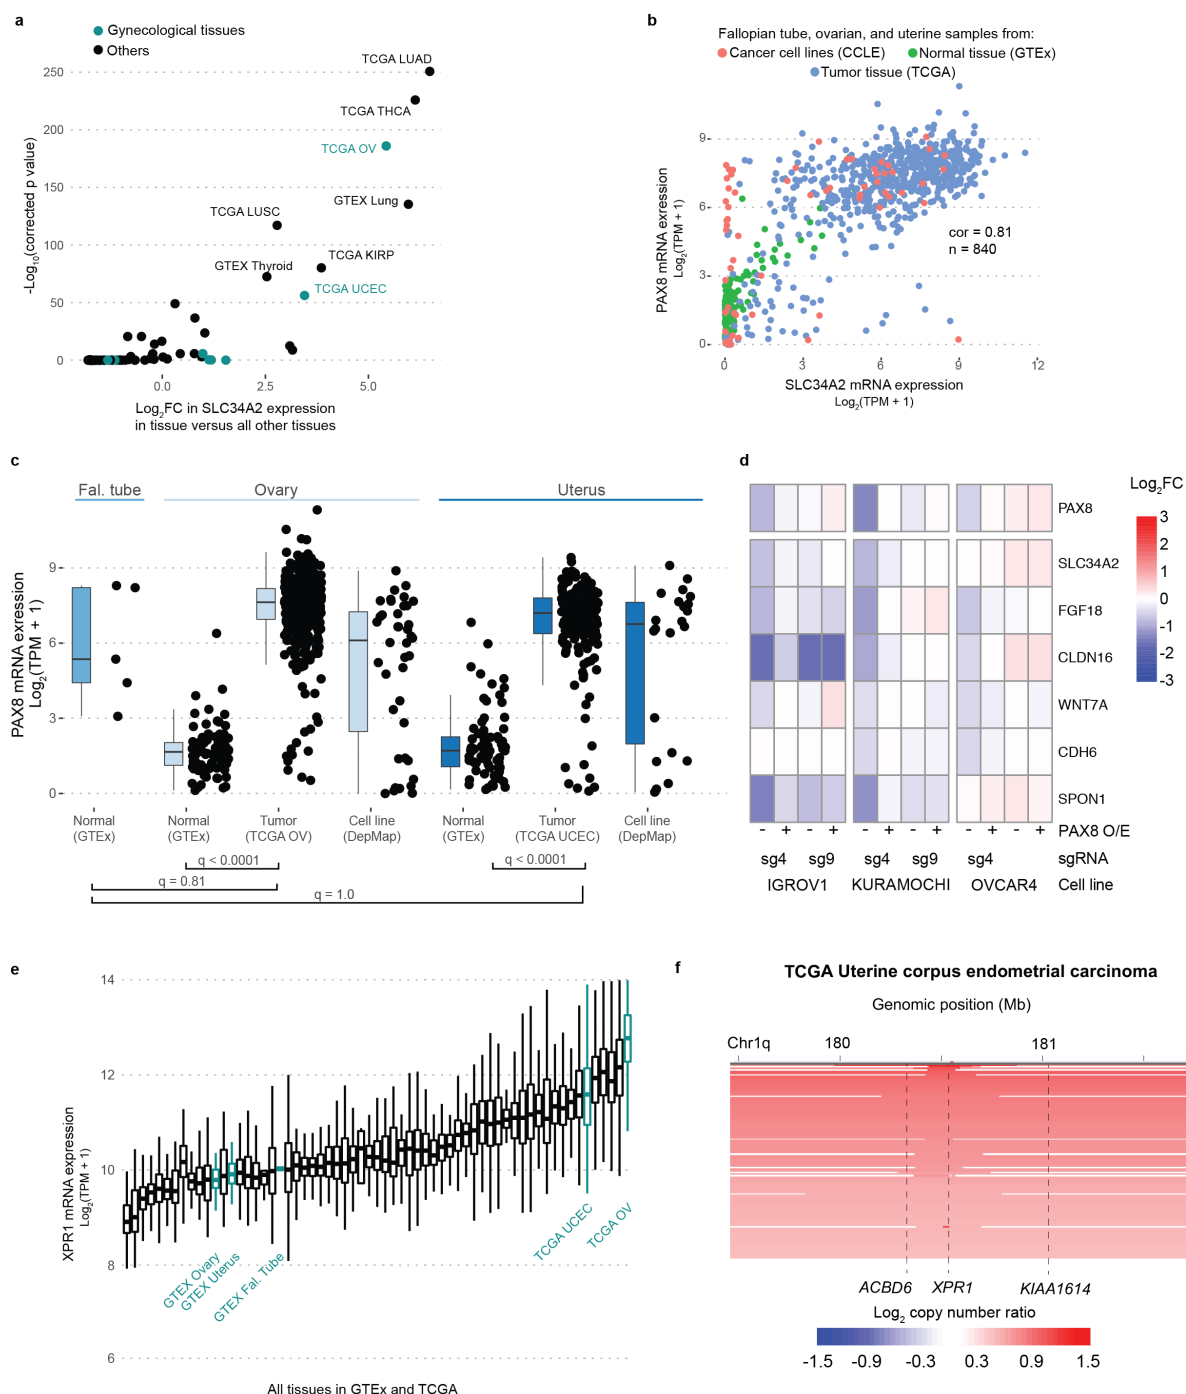 a
Gynecological tissues
Others
TCGA LUAD
TCGA THCA
TCGA OV
GTEX Lung
TCGA LUSC
TCGA KIRP
GTEX Thyroid
TCGA UCEC
250
200
150
100
50
0
-Log10(corrected p value)
0.0 2.5 5.0
Log2FC in SLC34A2 expression
in tissue versus all other tissues
b
Fallopian tube, ovarian, and uterine samples from:
Cancer cell lines (CCLE) Normal tissue (GTEx)
Tumor tissue (TCGA)
9
6
3
0
PAX8 mRNA expression
Log2(TPM + 1)
cor = 0.81
n = 840
0 3 6 9 12
SLC34A2 mRNA expression
Log2(TPM + 1)
c
Fal. tube Ovary Uterus
9
6
3
0
PAX8 mRNA expression
Log2(TPM + 1)
Normal Normal Tumor Cell line Normal Tumor Cell line
(GTEx) (GTEx) (TCGA OV) (DepMap) (GTEx) (TCGA UCEC) (DepMap)
q < 0.0001 q < 0.0001
q = 0.81
q = 1.0
d
Log2FC
3
2
1
0
-1
-2
-3
PAX8
SLC34A2
FGF18
CLDN16
WNT7A
CDH6
SPON1
- + - + - + - + - + - + PAX8 O/E
sg4 sg9 sg4 sg9 sg4 sgRNA
IGROV1 KURAMOCHI OVCAR4 Cell line
e
14
12
10
8
6
XPR1 mRNA expression
Log2(TPM + 1)
GTEX Ovary
GTEX Uterus
GTEX Fal. Tube
TCGA UCEC
TCGA OV
All tissues in GTEx and TCGA
f
TCGA Uterine corpus endometrial carcinoma
Genomic position (Mb)
Chr1q 180 181
ACBD6 XPR1 KIAA1614
Log2 copy number ratio
-1.5 -0.9 -0.3 0.3 0.9 1.5